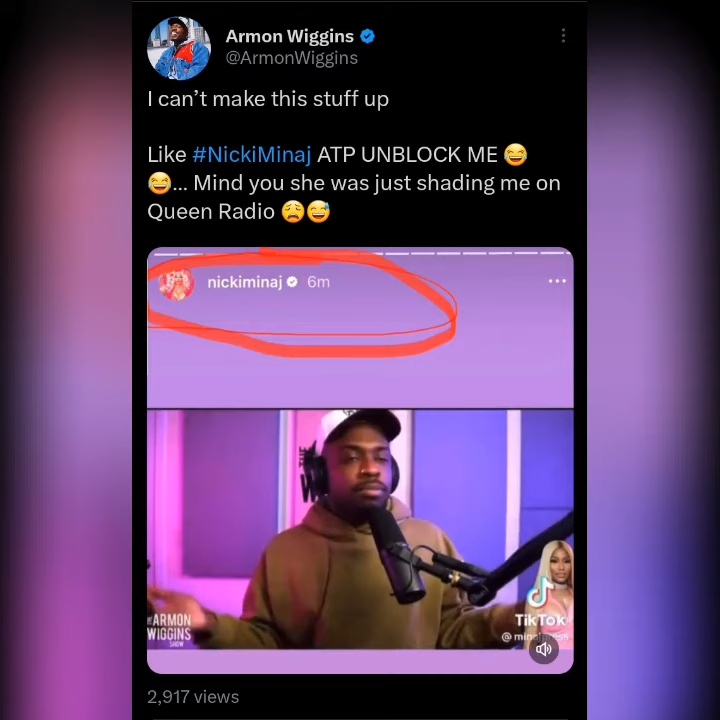 Armon Wiggins
@ArmonWiggins
I can't make this stuff up
Like #NickiMinaj ATP UNBLOCK ME 😂
😂... Mind you she was just shading me on
Queen Radio 😩😅
nickiminaj 6m
ARMON
WIGGINS
SHOW
TikTok
2,917 views